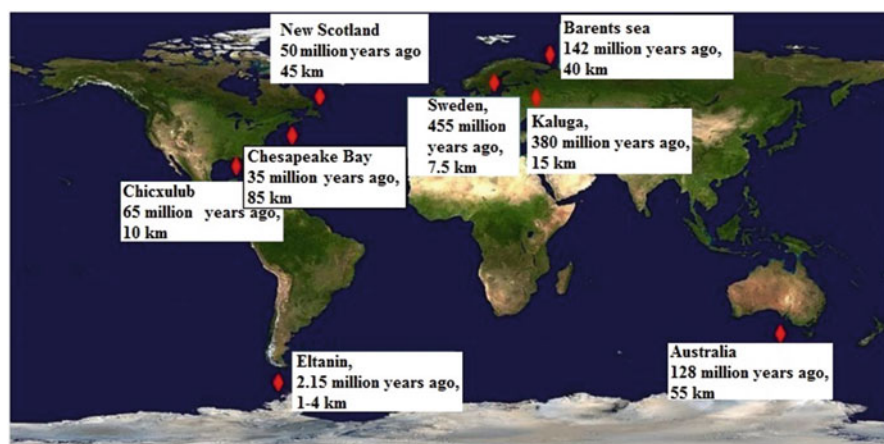 New Scotland
50 million years ago
45 km
Barents sea
142 million years ago,
40 km
Sweden,
455 million
years ago,
7.5 km
Kaluga,
380 million years ago,
15 km
Chesapeake Bay
35 million years ago,
85 km
Chicxulub
65 million years ago,
10 km
Eltanin,
2.15 million years ago,
1-4 km
Australia
128 million years ago,
55 km